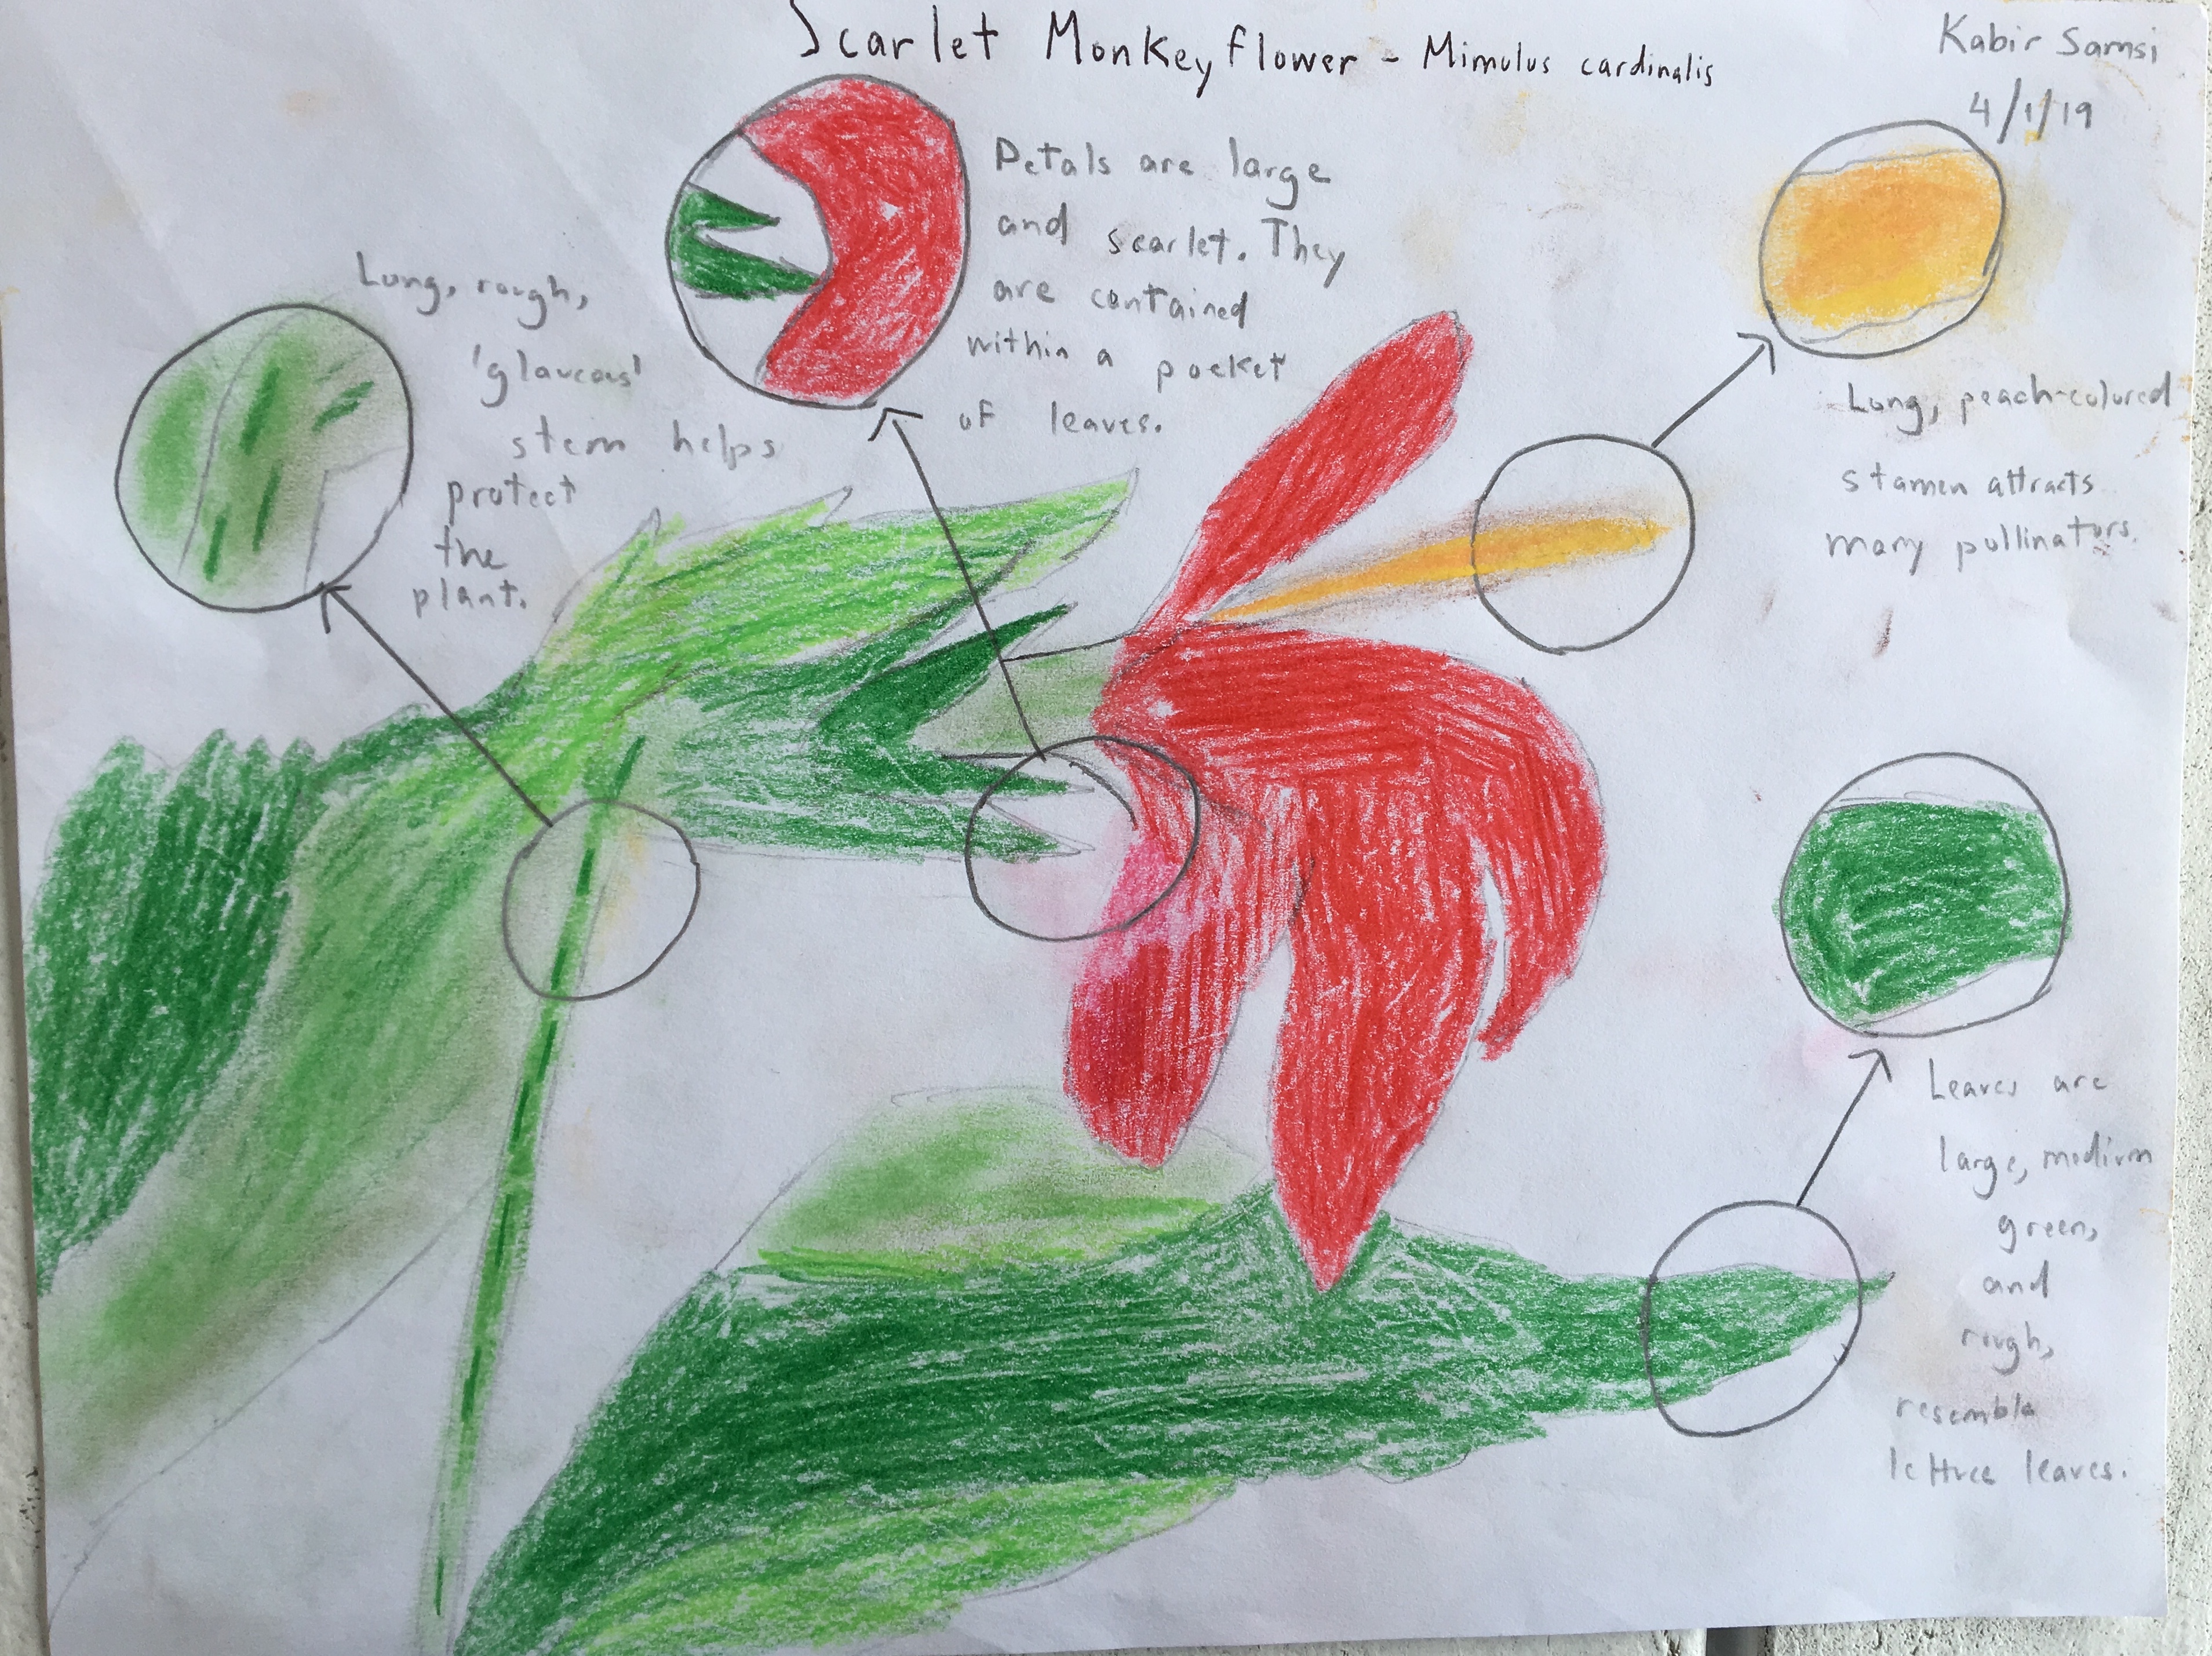 Scarlet Monkeyflower - Mimulus cardinalis
Kabir Samsi
4/1/19
Petals are large
and scarlet. They
are contained
within a pocket
of leaves.
Long, rough,
'glaucous'
stem helps
protect
the
plant.
Long, peach-colored
stamen attracts
many pollinators.
Leaves are
large, medium
green,
and
rough,
resemble
lettuce leaves.